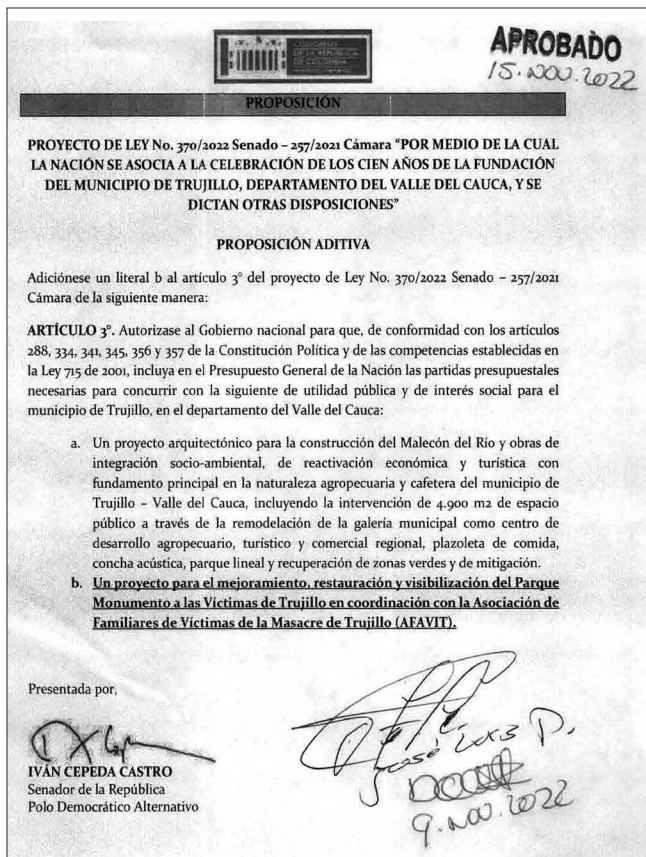 CONGRESO
DE LA REPÚBLICA
DE COLOMBIA
APROBADO
15. NOV. 2022
PROPOSICIÓN
PROYECTO DE LEY No. 370/2022 Senado – 257/2021 Cámara “POR MEDIO DE LA CUAL
LA NACIÓN SE ASOCIA A LA CELEBRACIÓN DE LOS CIEN AÑOS DE LA FUNDACIÓN
DEL MUNICIPIO DE TRUJILLO, DEPARTAMENTO DEL VALLE DEL CAUCA, Y SE
DICTAN OTRAS DISPOSICIONES”
PROPOSICIÓN ADITIVA
Adiciónese un literal b al artículo 3° del proyecto de Ley No. 370/2022 Senado – 257/2021
Cámara de la siguiente manera:
ARTÍCULO 3°. Autorizase al Gobierno nacional para que, de conformidad con los artículos
288, 334, 341, 345, 356 y 357 de la Constitución Política y de las competencias establecidas en
la Ley 715 de 2001, incluya en el Presupuesto General de la Nación las partidas presupuestales
necesarias para concurrir con la siguiente de utilidad pública y de interés social para el
municipio de Trujillo, en el departamento del Valle del Cauca:
a. Un proyecto arquitectónico para la construcción del Malecón del Río y obras de
integración socio-ambiental, de reactivación económica y turística con
fundamento principal en la naturaleza agropecuaria y cafetera del municipio de
Trujillo – Valle del Cauca, incluyendo la intervención de 4.900 m2 de espacio
público a través de la remodelación de la galería municipal como centro de
desarrollo agropecuario, turístico y comercial regional, plazoleta de comida,
concha acústica, parque lineal y recuperación de zonas verdes y de mitigación.
b. Un proyecto para el mejoramiento, restauración y visibilización del Parque
Monumento a las Víctimas de Trujillo en coordinación con la Asociación de
Familiares de Víctimas de la Masacre de Trujillo (AFAVIT).
Presentada por,
IVÁN CEPEDA CASTRO
Senador de la República
Polo Democrático Alternativo
José Luis P.
9. NOV. 2022